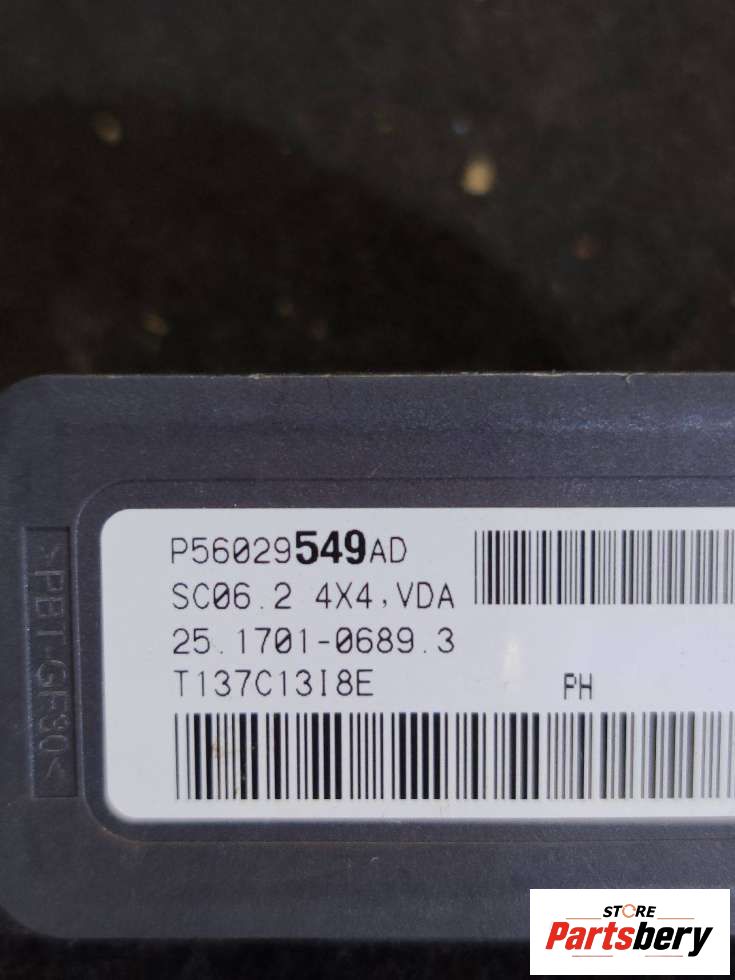 P56029549AD
SC06.2 4X4,VDA
25.1701-0689.3
T137C13I8E PH
>PBT-GF30<
STORE
Partsbery